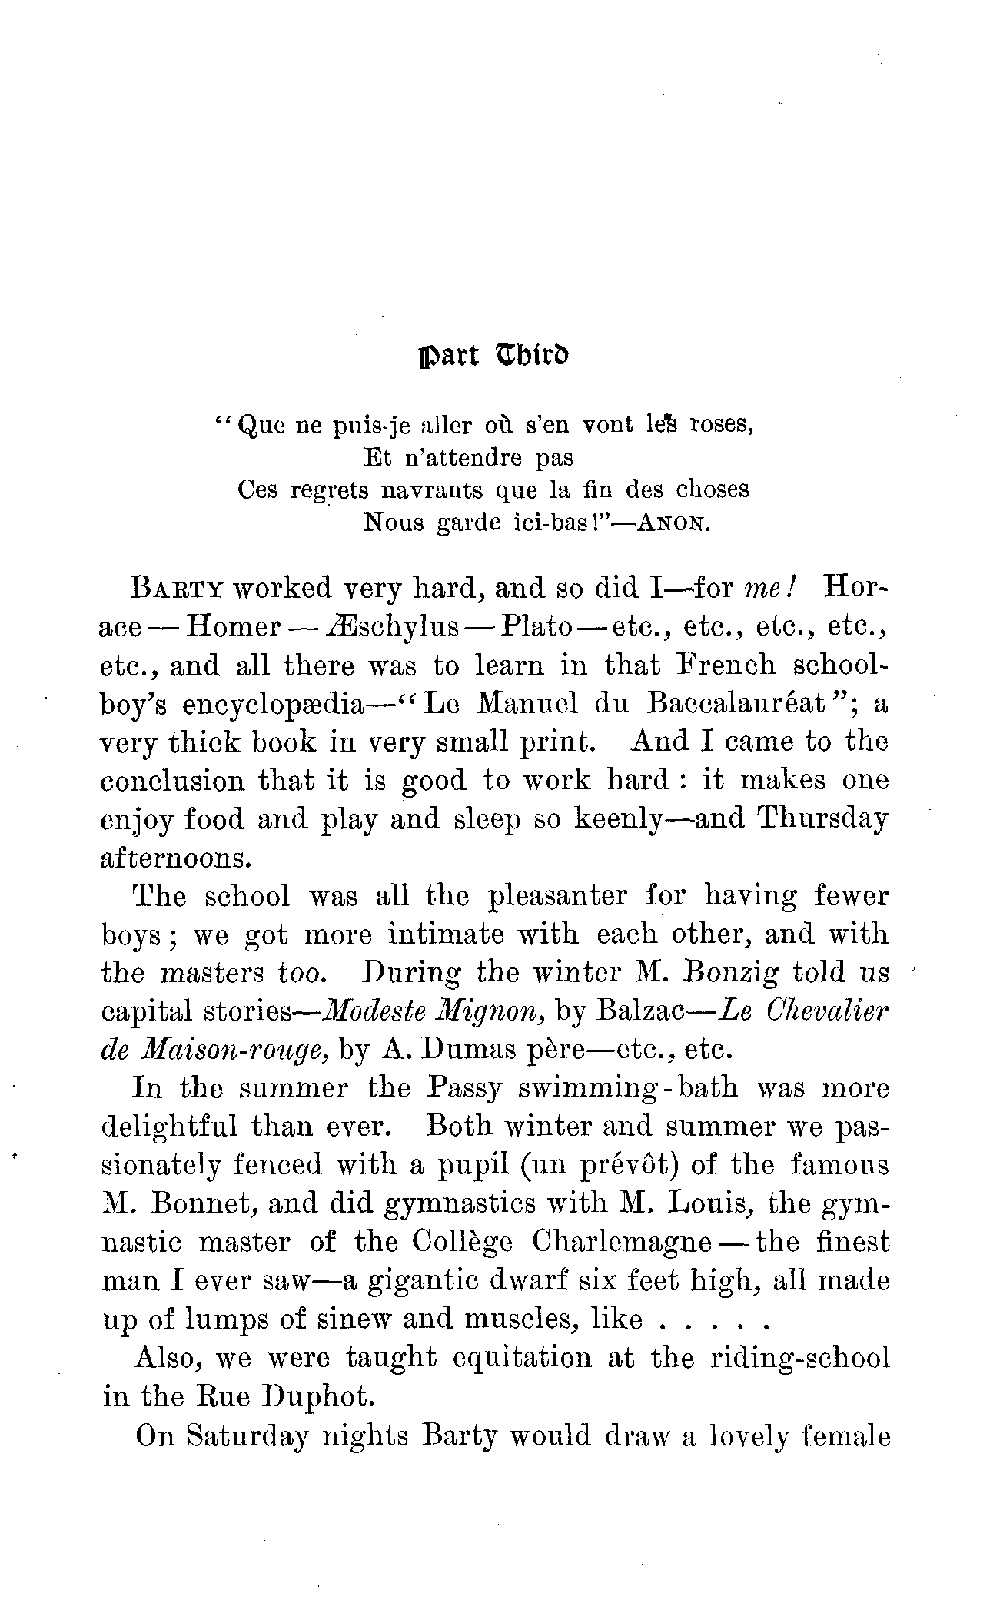 Part Third
“Que ne puis-je aller où s'en vont les roses,
Et n'attendre pas
Ces regrets navrants que la fin des choses
Nous garde ici-bas!”—ANON.
BARTY worked very hard, and so did I—for me! Hor-
ace — Homer — Æschylus — Plato — etc., etc., etc., etc.,
etc., and all there was to learn in that French school-
boy's encyclopædia—“Le Manuel du Baccalauréat”; a
very thick book in very small print. And I came to the
conclusion that it is good to work hard: it makes one
enjoy food and play and sleep so keenly—and Thursday
afternoons.
The school was all the pleasanter for having fewer
boys; we got more intimate with each other, and with
the masters too. During the winter M. Bonzig told us
capital stories—Modeste Mignon, by Balzac—Le Chevalier
de Maison-rouge, by A. Dumas père—etc., etc.
In the summer the Passy swimming-bath was more
delightful than ever. Both winter and summer we pas-
sionately fenced with a pupil (un prévôt) of the famous
M. Bonnet, and did gymnastics with M. Louis, the gym-
nastic master of the Collège Charlemagne — the finest
man I ever saw—a gigantic dwarf six feet high, all made
up of lumps of sinew and muscles, like . . . . .
Also, we were taught equitation at the riding-school
in the Rue Duphot.
On Saturday nights Barty would draw a lovely female